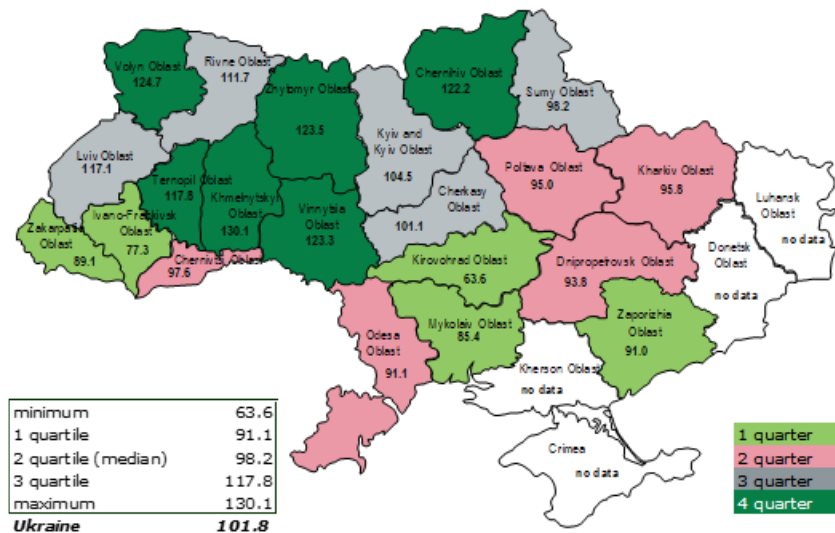 Volyn Oblast
124.7
Rivne Oblast
111.7
Zhytomyr Oblast
123.5
Chernihiv Oblast
122.2
Sumy Oblast
98.2
Kyiv and
Kyiv Oblast
104.5
Lviv Oblast
117.1
Ternopil Oblast
117.8
Khmelnytskyi
Oblast
130.1
Vinnytsia
Oblast
123.3
Cherkasy
Oblast
101.1
Poltava Oblast
95.0
Kharkiv Oblast
95.8
Luhansk
Oblast
no data
Donetsk
Oblast
no data
Zakarpattia
Oblast
89.1
Ivano-Frankivsk
Oblast
77.3
Chernivtsi Oblast
97.6
Kirovohrad Oblast
63.6
Dnipropetrovsk Oblast
93.8
Zaporizhia
Oblast
91.0
Mykolaiv Oblast
85.4
Odesa
Oblast
91.1
Kherson Oblast
no data
Crimea
no data
minimum 63.6
1 quartile 91.1
2 quartile (median) 98.2
3 quartile 117.8
maximum 130.1
Ukraine 101.8
1 quarter
2 quarter
3 quarter
4 quarter